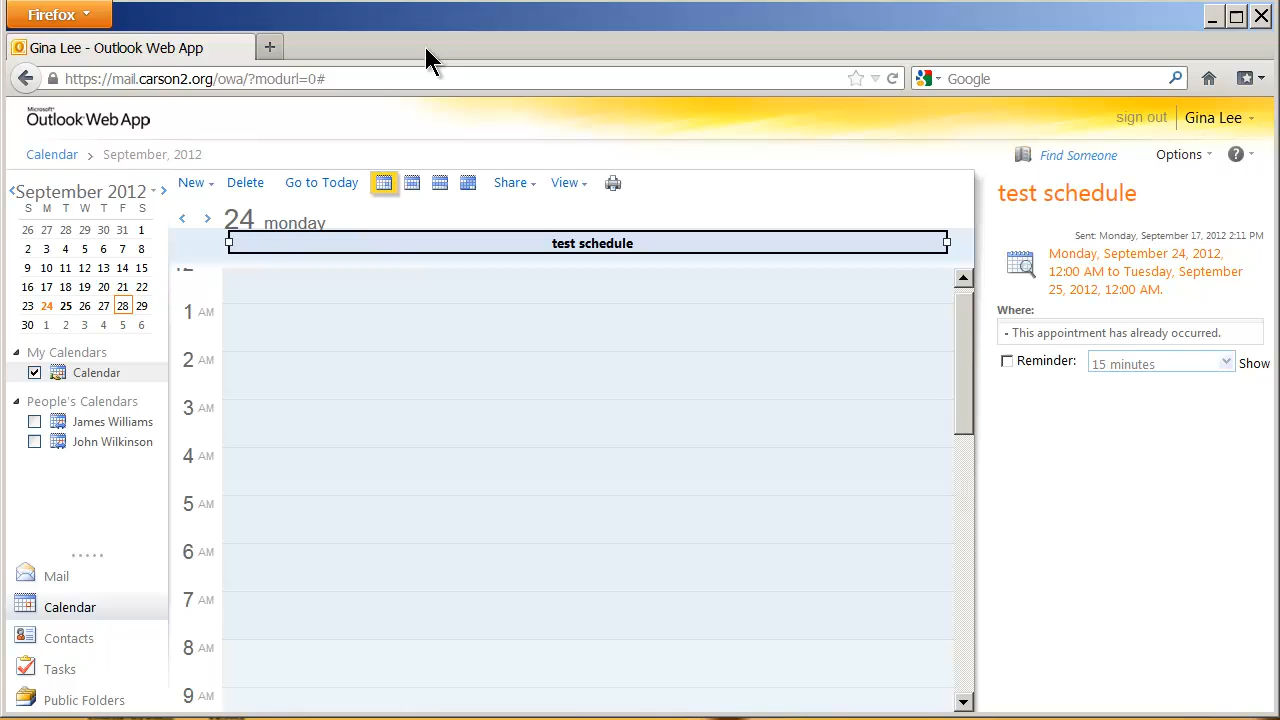 Firefox
Gina Lee - Outlook Web App
https://mail.carson2.org/owa/?modurl=0#
Google
Microsoft®
Outlook Web App
sign out
Gina Lee
Calendar > September, 2012
Find Someone
Options
September 2012
S M T W T F S
26 27 28 29 30 31 1
2 3 4 5 6 7 8
9 10 11 12 13 14 15
16 17 18 19 20 21 22
23 24 25 26 27 28 29
30 1 2 3 4 5 6
New
Delete
Go to Today
Share
View
24 monday
test schedule
12
1 AM
2 AM
3 AM
4 AM
5 AM
6 AM
7 AM
8 AM
9 AM
My Calendars
Calendar
People's Calendars
James Williams
John Wilkinson
Mail
Calendar
Contacts
Tasks
Public Folders
test schedule
Sent: Monday, September 17, 2012 2:11 PM
Monday, September 24, 2012,
12:00 AM to Tuesday, September
25, 2012, 12:00 AM.
Where:
- This appointment has already occurred.
Reminder: 15 minutes Show